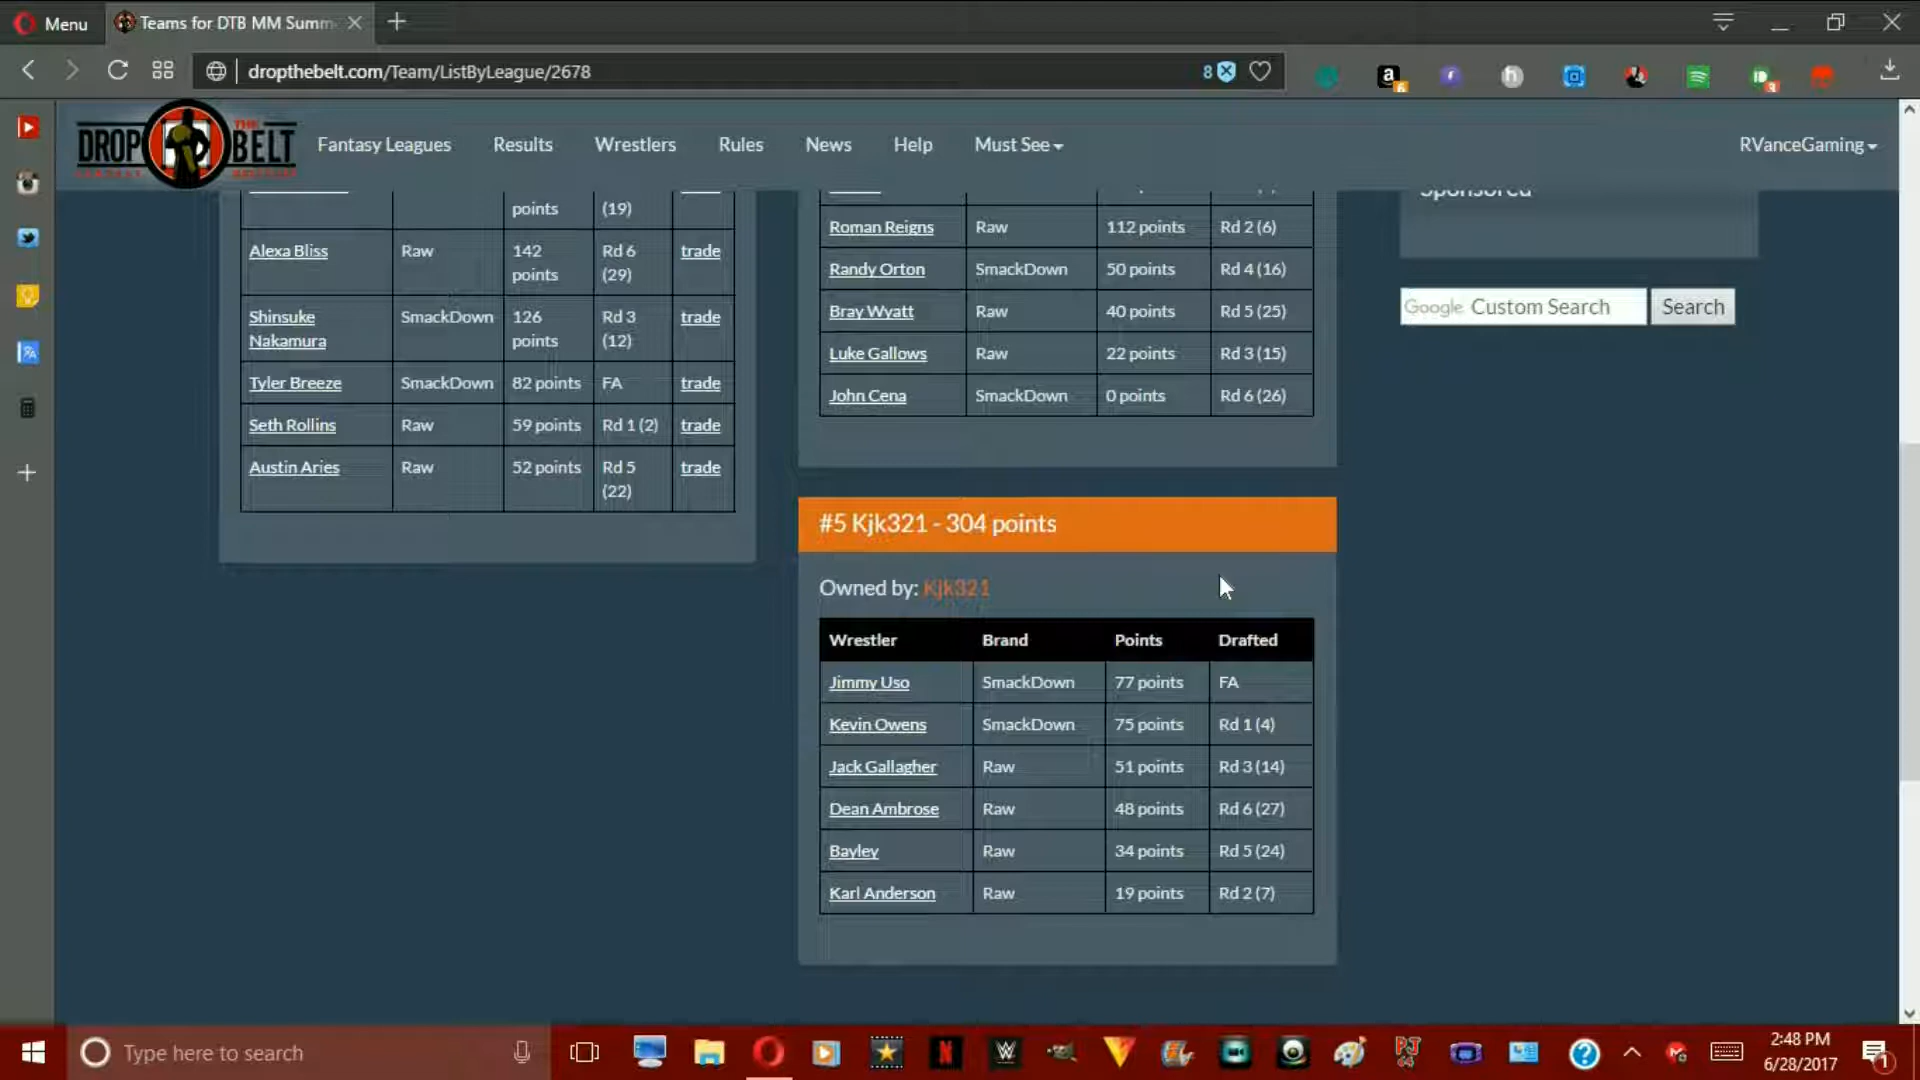 Menu
Teams for DTB MM Summ
dropthebelt.com/Team/ListByLeague/2678
8
DROP THE BELT
Fantasy Leagues
Results
Wrestlers
Rules
News
Help
Must See
RVanceGaming
points
(19)
Alexa Bliss
Raw
142
points
Rd 6
(29)
trade
Shinsuke
Nakamura
SmackDown
126
points
Rd 3
(12)
trade
Tyler Breeze
SmackDown
82 points
FA
trade
Seth Rollins
Raw
59 points
Rd 1 (2)
trade
Austin Aries
Raw
52 points
Rd 5
(22)
trade
Roman Reigns
Raw
112 points
Rd 2 (6)
Randy Orton
SmackDown
50 points
Rd 4 (16)
Bray Wyatt
Raw
40 points
Rd 5 (25)
Luke Gallows
Raw
22 points
Rd 3 (15)
John Cena
SmackDown
0 points
Rd 6 (26)
#5 Kjk321 - 304 points
Owned by: Kjk321
Wrestler
Brand
Points
Drafted
Jimmy Uso
SmackDown
77 points
FA
Kevin Owens
SmackDown
75 points
Rd 1 (4)
Jack Gallagher
Raw
51 points
Rd 3 (14)
Dean Ambrose
Raw
48 points
Rd 6 (27)
Bayley
Raw
34 points
Rd 5 (24)
Karl Anderson
Raw
19 points
Rd 2 (7)
Sponsored
Google Custom Search
Search
Type here to search
2:48 PM
6/28/2017
1